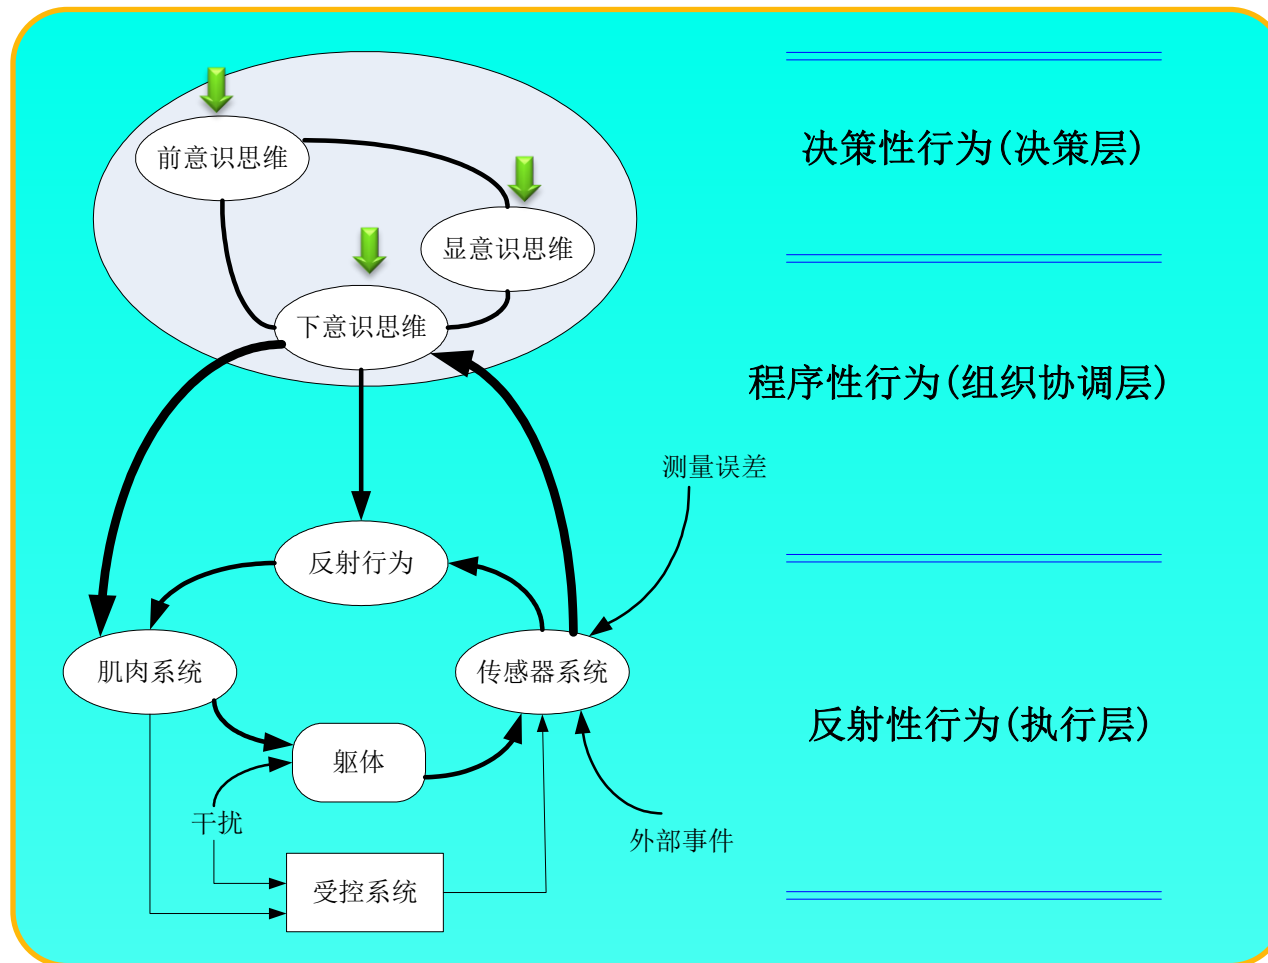 前意识思维
决策性行为(决策层)
显意识思维
下意识思维
程序性行为(组织协调层)
测量误差
反射行为
肌肉系统
传感器系统
反射性行为(执行层)
躯体
干扰
外部事件
受控系统